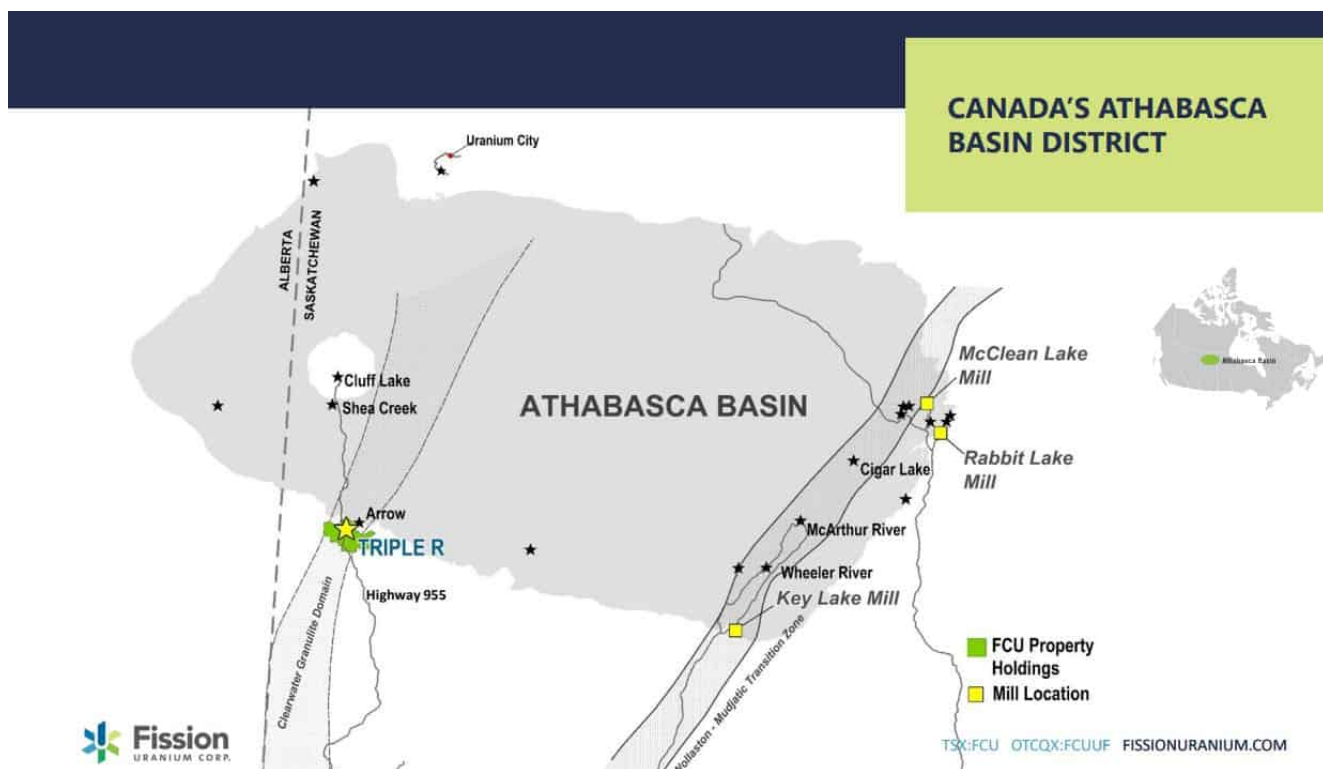 CANADA'S ATHABASCA
BASIN DISTRICT
Uranium City
ALBERTA
SASKATCHEWAN
Cluff Lake
Shea Creek
ATHABASCA BASIN
McClean Lake
Mill
Rabbit Lake
Mill
Cigar Lake
McArthur River
Wheeler River
Key Lake Mill
Arrow
TRIPLE R
Highway 955
Clearwater Granulite Domain
Wollaston - Mudjatic Transition Zone
Athabasca Basin
FCU Property
Holdings
Mill Location
Fission
URANIUM CORP.
TSX:FCU OTCQX:FCUUF FISSIONURANIUM.COM